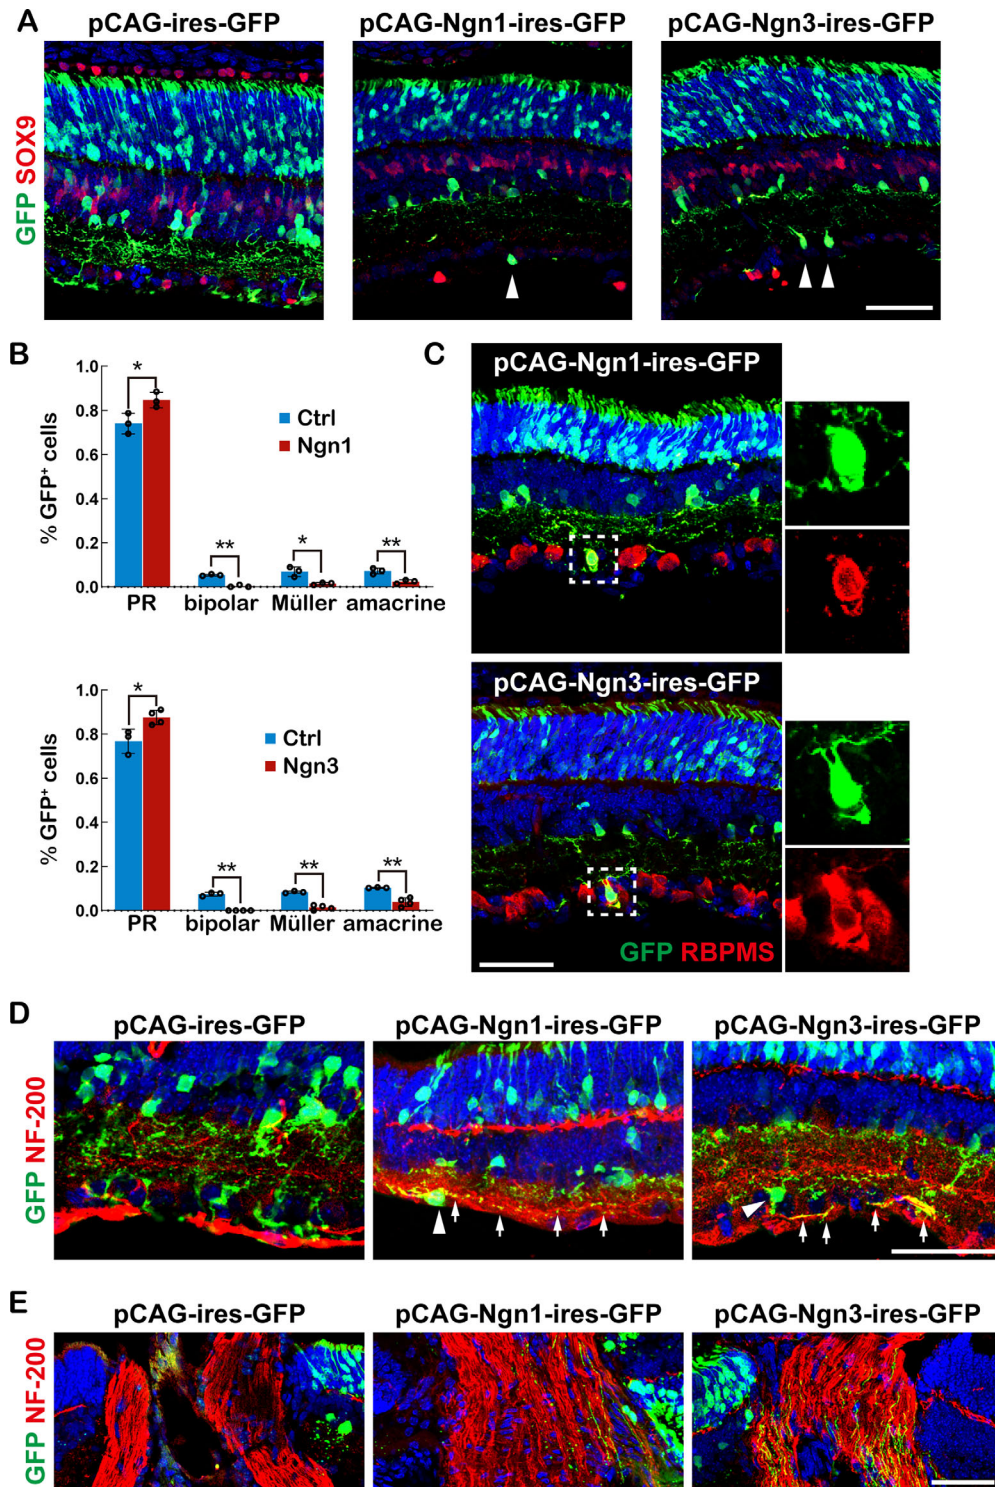 A
pCAG-ires-GFP pCAG-Ngn1-ires-GFP pCAG-Ngn3-ires-GFP
GFP SOX9
B
1.0
0.8
0.6
0.4
0.2
0.0
% GFP+ cells
* ** * **
Ctrl
Ngn1
PR bipolar Müller amacrine
1.0
0.8
0.6
0.4
0.2
0.0
% GFP+ cells
* ** ** **
Ctrl
Ngn3
PR bipolar Müller amacrine
C
pCAG-Ngn1-ires-GFP
pCAG-Ngn3-ires-GFP
GFP RBPMS
D
pCAG-ires-GFP pCAG-Ngn1-ires-GFP pCAG-Ngn3-ires-GFP
GFP NF-200
E
pCAG-ires-GFP pCAG-Ngn1-ires-GFP pCAG-Ngn3-ires-GFP
GFP NF-200